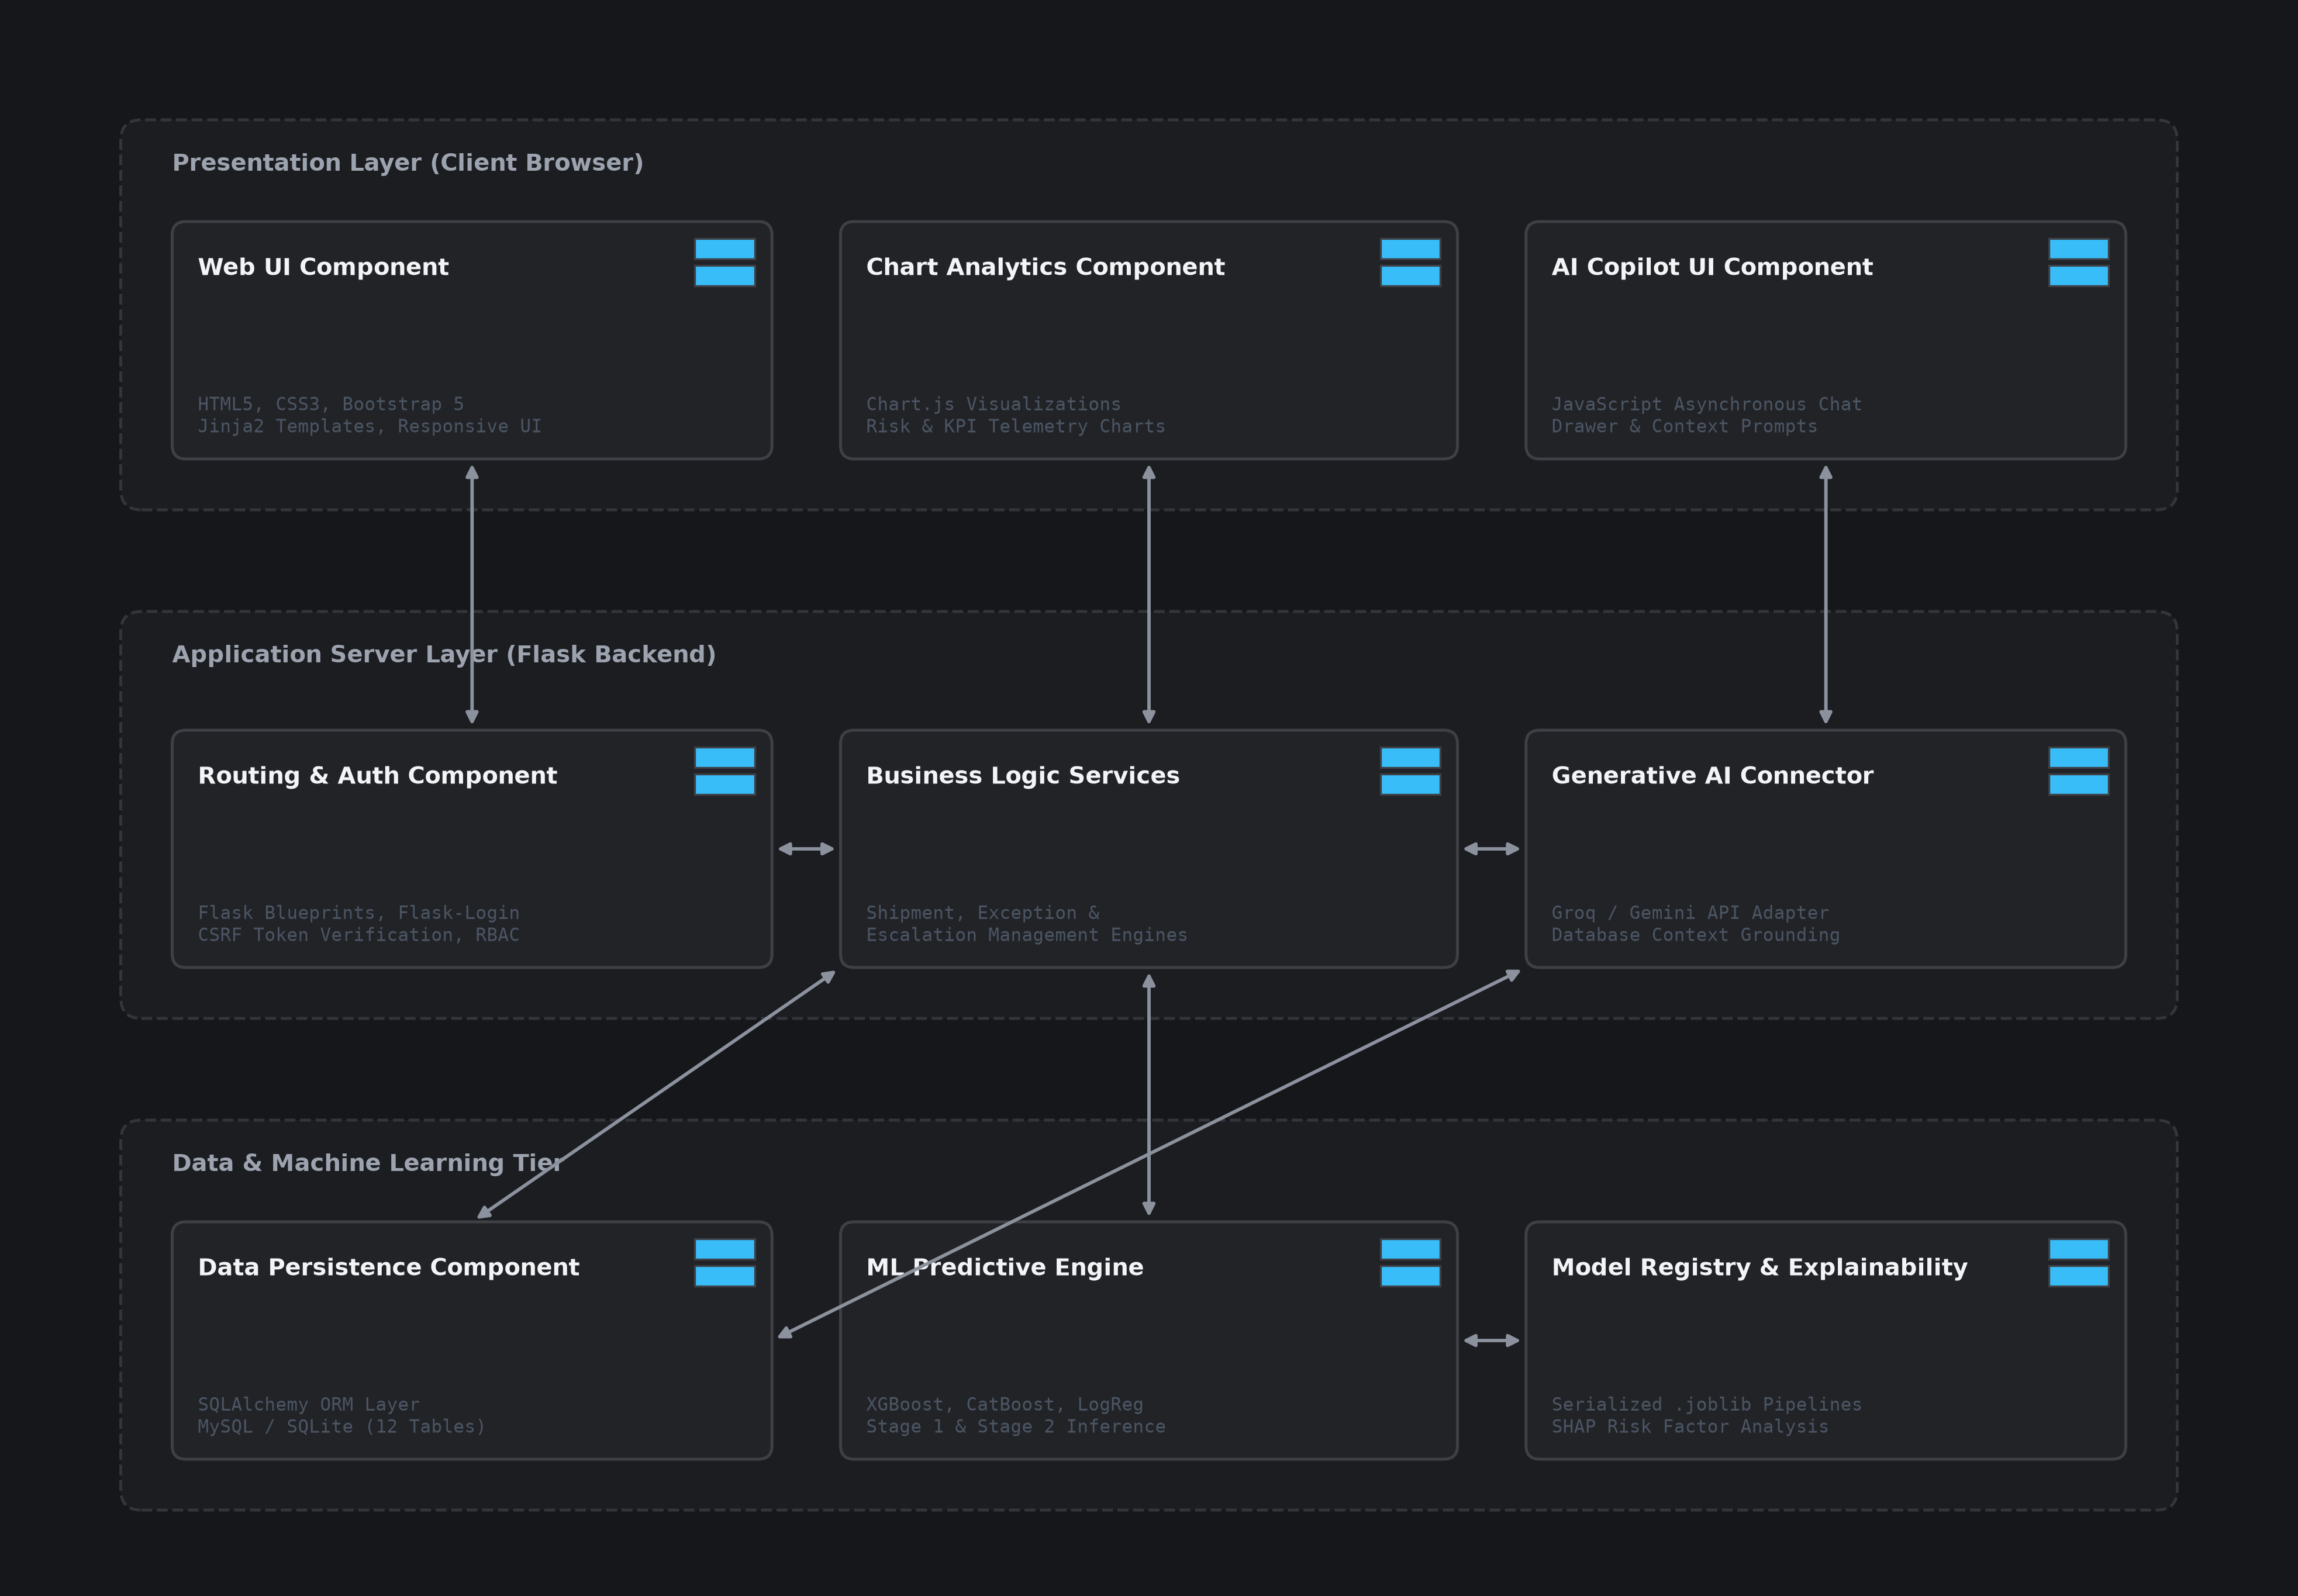 Presentation Layer (Client Browser)
Web UI Component
HTML5, CSS3, Bootstrap 5
Jinja2 Templates, Responsive UI
Chart Analytics Component
Chart.js Visualizations
Risk & KPI Telemetry Charts
AI Copilot UI Component
JavaScript Asynchronous Chat
Drawer & Context Prompts
Application Server Layer (Flask Backend)
Routing & Auth Component
Flask Blueprints, Flask-Login
CSRF Token Verification, RBAC
Business Logic Services
Shipment, Exception &
Escalation Management Engines
Generative AI Connector
Groq / Gemini API Adapter
Database Context Grounding
Data & Machine Learning Tier
Data Persistence Component
SQLAlchemy ORM Layer
MySQL / SQLite (12 Tables)
ML Predictive Engine
XGBoost, CatBoost, LogReg
Stage 1 & Stage 2 Inference
Model Registry & Explainability
Serialized .joblib Pipelines
SHAP Risk Factor Analysis